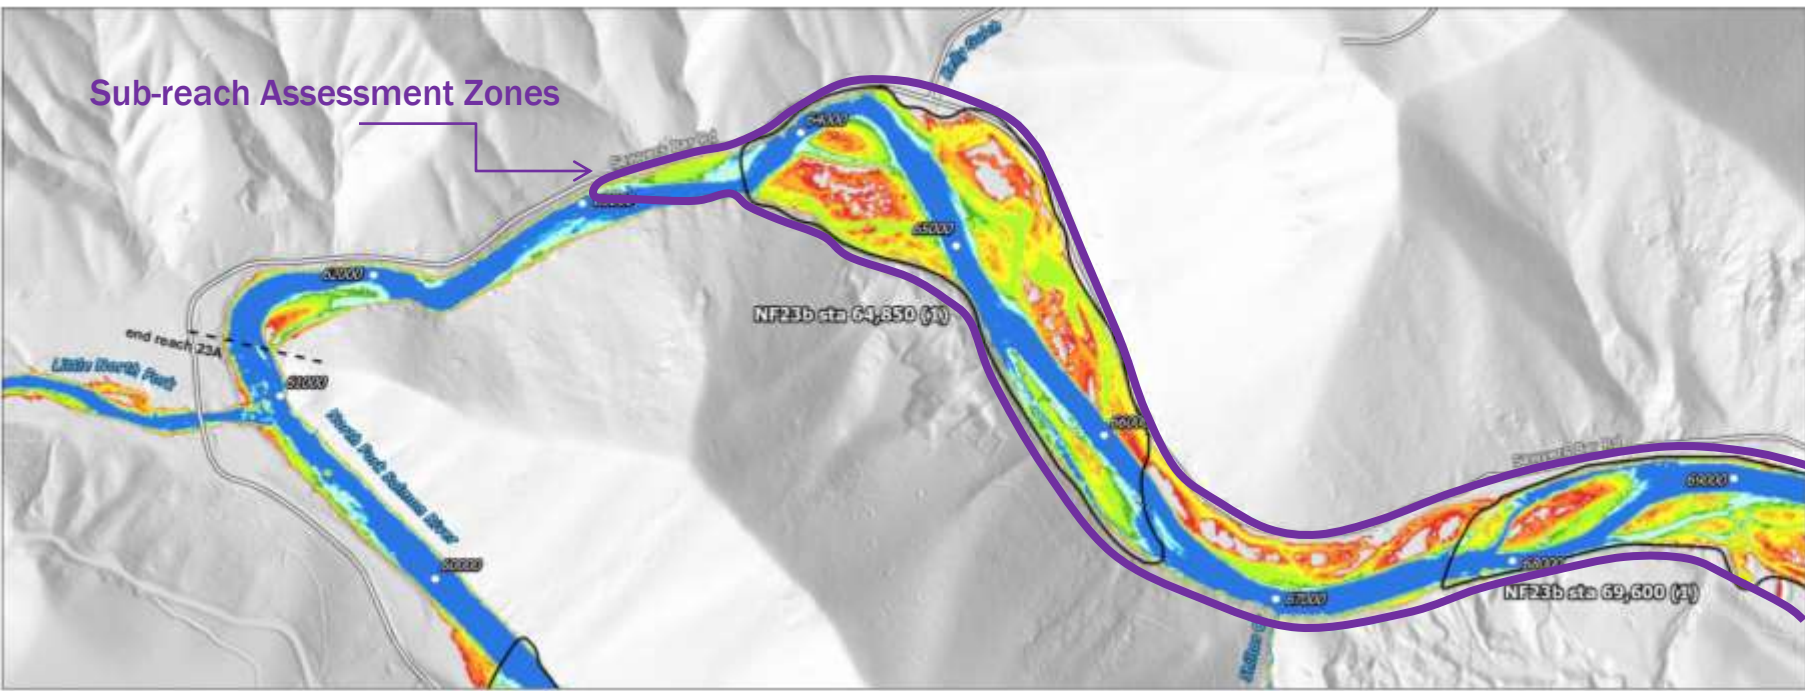 Sub-reach Assessment Zones
64000
65000
62000
NF23b sta 64,850 (1)
end reach 23A
Little North Fork
61000
66000
North Fork Salmon River
69000
60000
68000
NF23b sta 69,600 (1)
67000